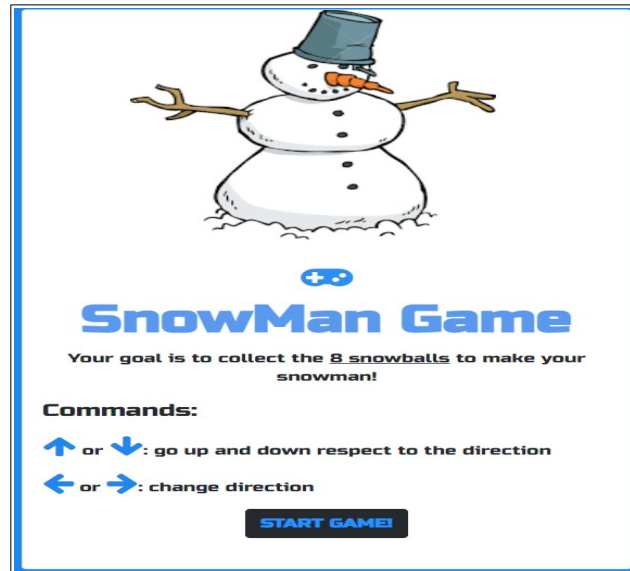 SnowMan Game
Your goal is to collect the 8 snowballs to make your
snowman!
Commands:
↑ or ↓: go up and down respect to the direction
← or →: change direction
START GAME!